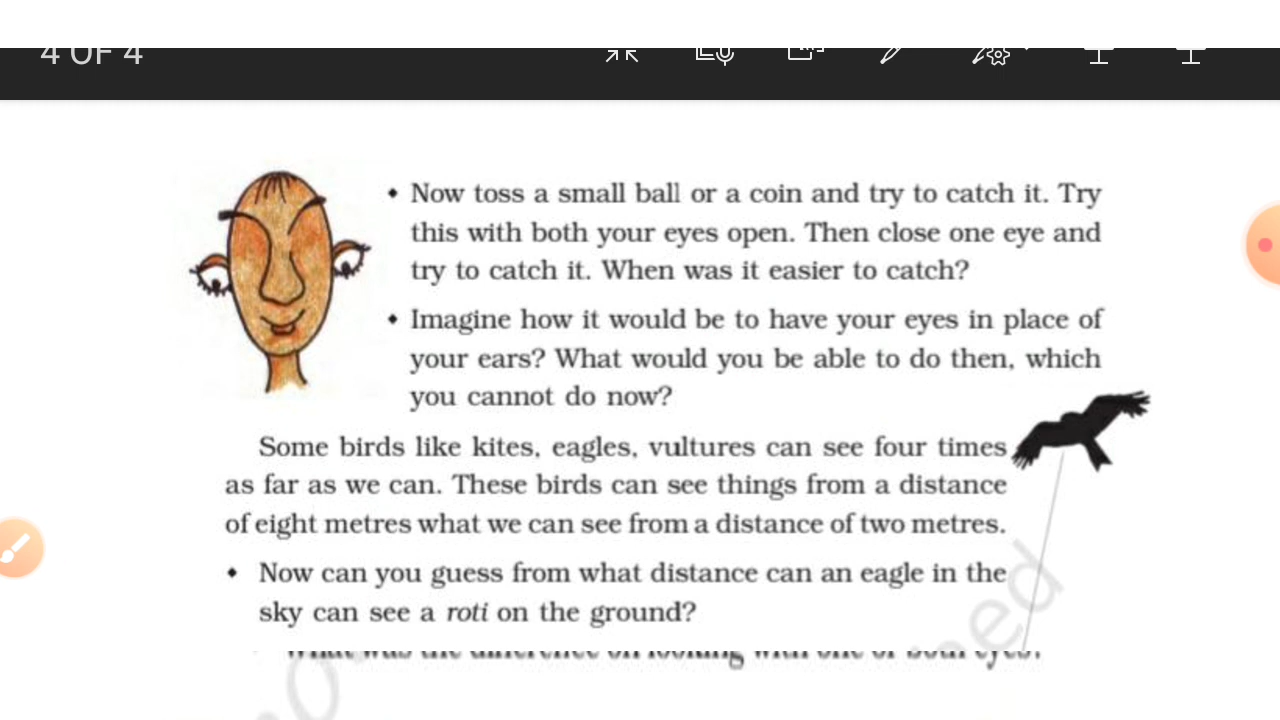 4 OF 4
• Now toss a small ball or a coin and try to catch it. Try
this with both your eyes open. Then close one eye and
try to catch it. When was it easier to catch?
• Imagine how it would be to have your eyes in place of
your ears? What would you be able to do then, which
you cannot do now?
Some birds like kites, eagles, vultures can see four times
as far as we can. These birds can see things from a distance
of eight metres what we can see from a distance of two metres.
• Now can you guess from what distance can an eagle in the
sky can see a roti on the ground?